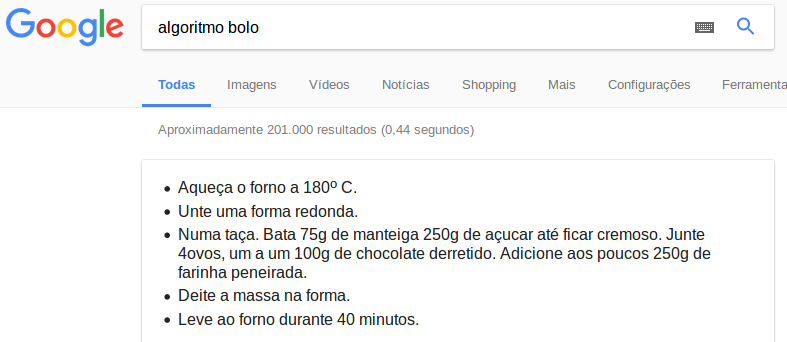 Google
algoritmo bolo
Todas Imagens Vídeos Notícias Shopping Mais Configurações Ferramenta
Aproximadamente 201.000 resultados (0,44 segundos)
• Aqueça o forno a 180º C.
• Unte uma forma redonda.
• Numa taça. Bata 75g de manteiga 250g de açucar até ficar cremoso. Junte
4ovos, um a um 100g de chocolate derretido. Adicione aos poucos 250g de
farinha peneirada.
• Deite a massa na forma.
• Leve ao forno durante 40 minutos.